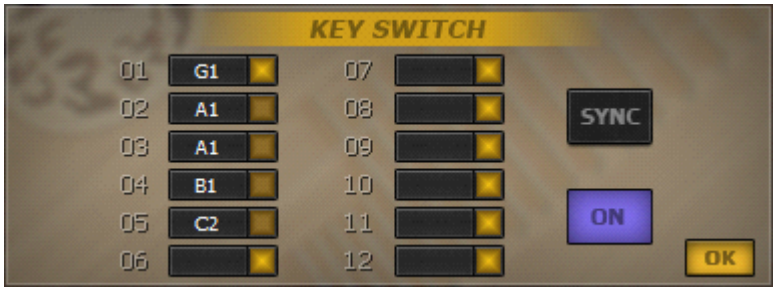 KEY SWITCH
01 G1 07
02 A1 08
03 A1 09
04 B1 10
05 C2 11
06 12
SYNC
ON
OK